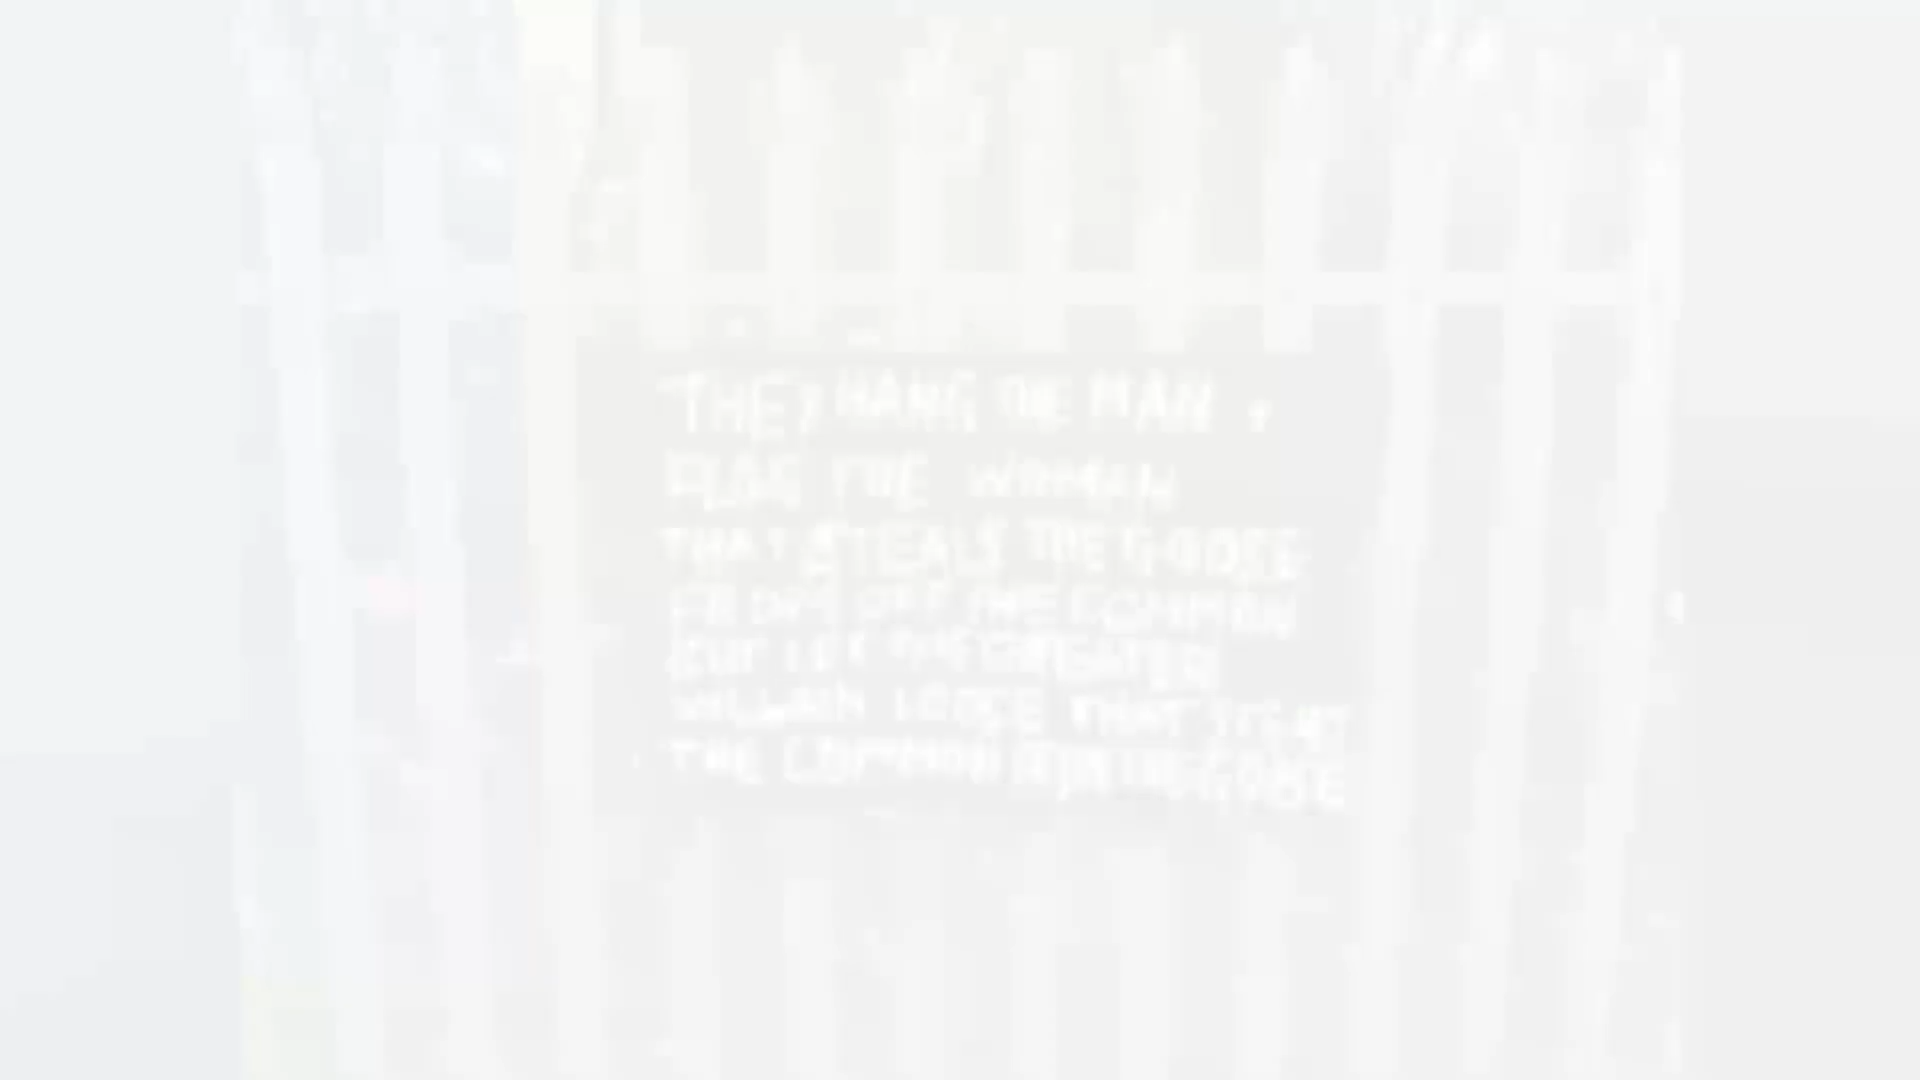 "THEY HANG THE MAN &
FLOG THE WOMAN
THAT STEALS THE GOOSE
FROM OFF THE COMMON
BUT LET THE GREATER
VILLAIN LOOSE THAT STEALS
THE COMMON FROM THE GOOSE